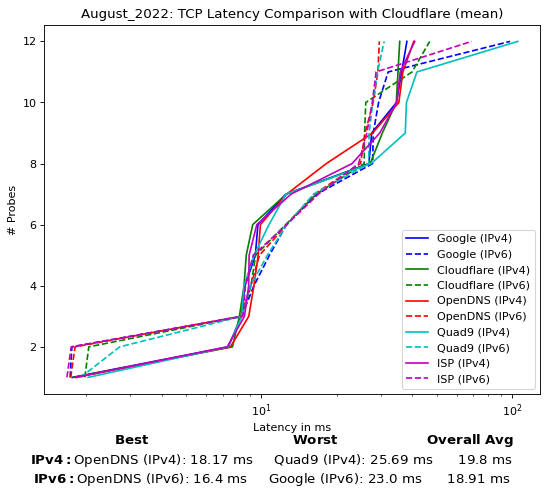 August_2022: TCP Latency Comparison with Cloudflare (mean)
12
10
8
6
4
2
# Probes
Google (IPv4)
Google (IPv6)
Cloudflare (IPv4)
Cloudflare (IPv6)
OpenDNS (IPv4)
OpenDNS (IPv6)
Quad9 (IPv4)
Quad9 (IPv6)
ISP (IPv4)
ISP (IPv6)
10¹ 10²
Latency in ms
Best Worst Overall Avg
IPv4: OpenDNS (IPv4): 18.17 ms Quad9 (IPv4): 25.69 ms 19.8 ms
IPv6: OpenDNS (IPv6): 16.4 ms Google (IPv6): 23.0 ms 18.91 ms